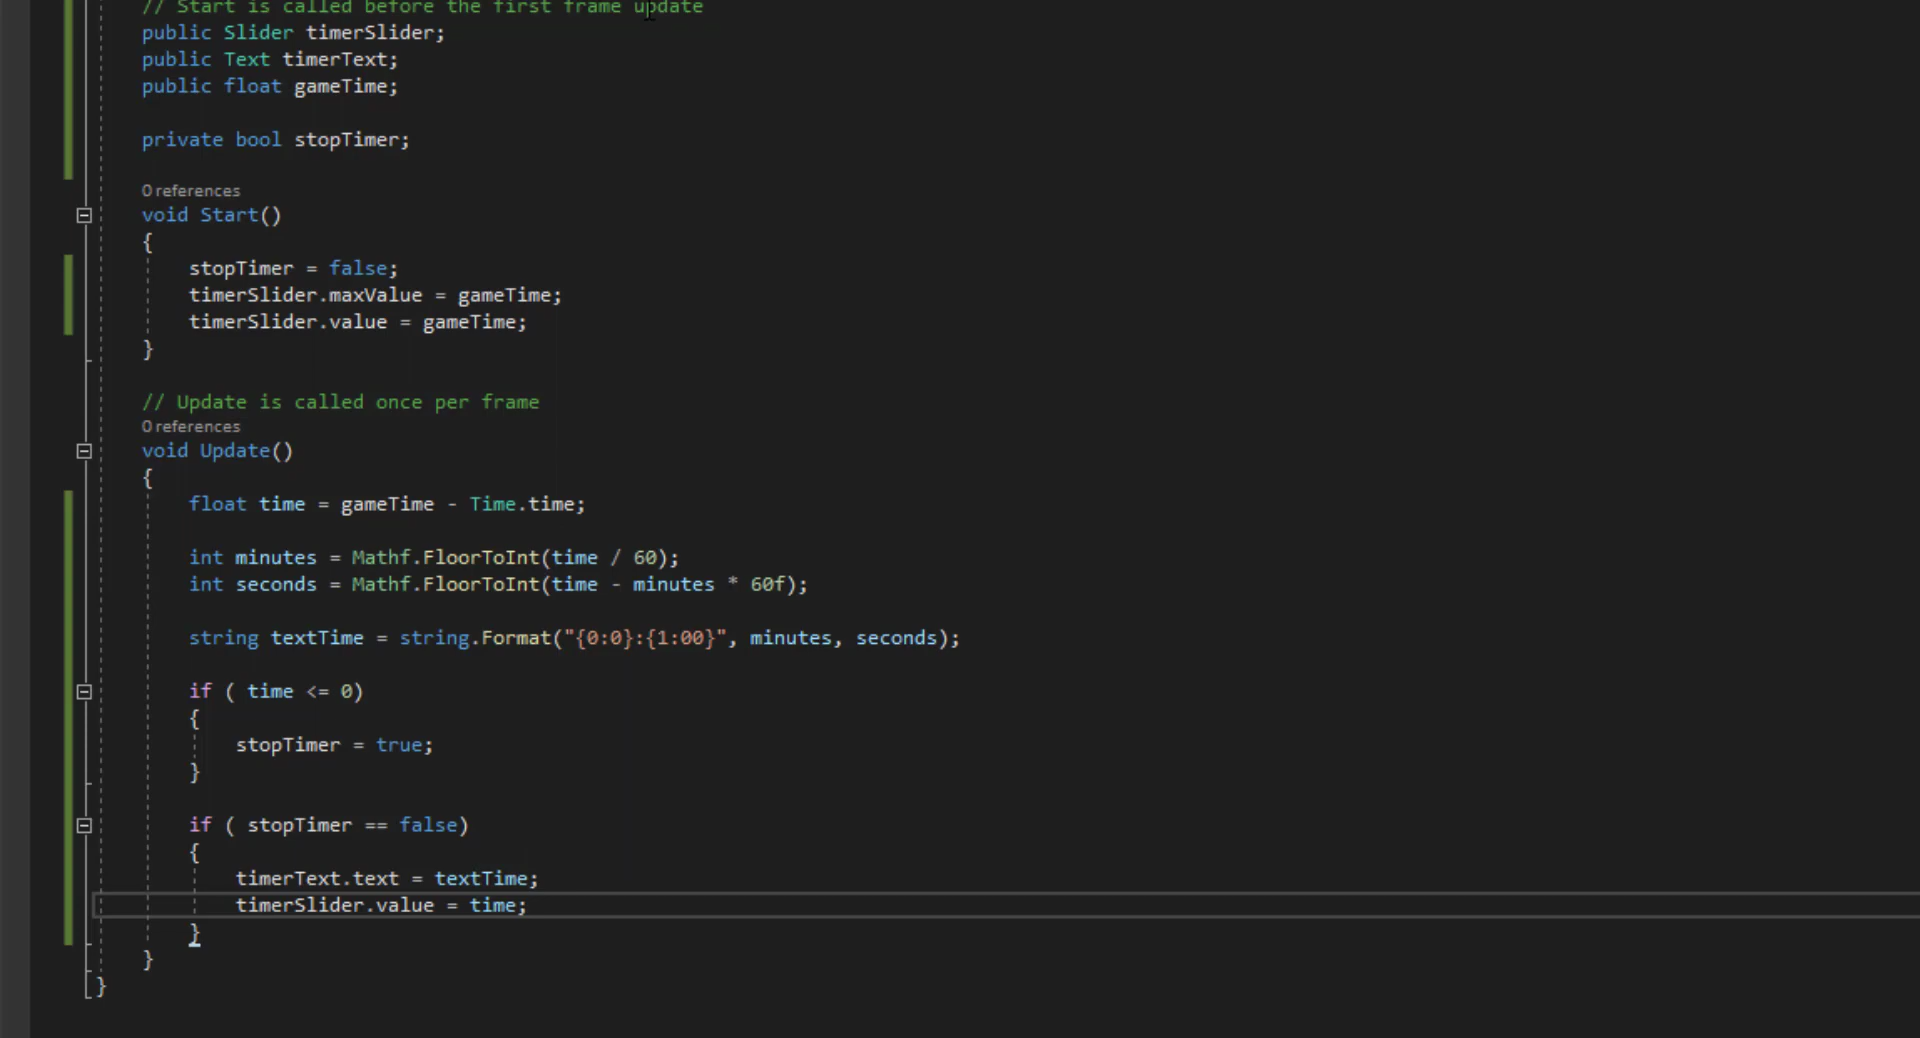 // Start is called before the first frame update
public Slider timerSlider;
public Text timerText;
public float gameTime;
private bool stopTimer;
0 references
void Start()
{
stopTimer = false;
timerSlider.maxValue = gameTime;
timerSlider.value = gameTime;
}
// Update is called once per frame
0 references
void Update()
{
float time = gameTime - Time.time;
int minutes = Mathf.FloorToInt(time / 60);
int seconds = Mathf.FloorToInt(time - minutes * 60f);
string textTime = string.Format("{0:0}:{1:00}", minutes, seconds);
if ( time <= 0)
{
stopTimer = true;
}
if ( stopTimer == false)
{
timerText.text = textTime;
timerSlider.value = time;
}
}
}